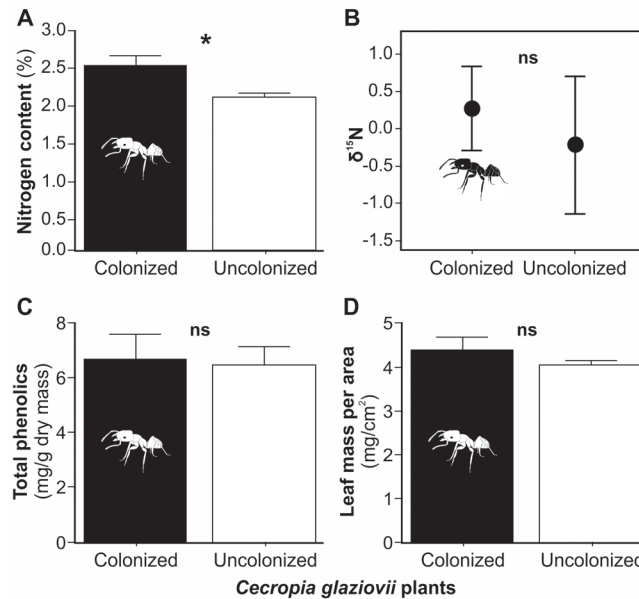 A
Nitrogen content (%)
3.0
2.5
2.0
1.5
1.0
0.5
0.0
*
Colonized Uncolonized
B
δ¹⁵N
1.0
0.5
0.0
-0.5
-1.0
-1.5
ns
Colonized Uncolonized
C
Total phenolics
(mg/g dry mass)
8
6
4
2
0
ns
Colonized Uncolonized
D
Leaf mass per area
(mg/cm²)
5
4
3
2
1
0
ns
Colonized Uncolonized
Cecropia glaziovii plants